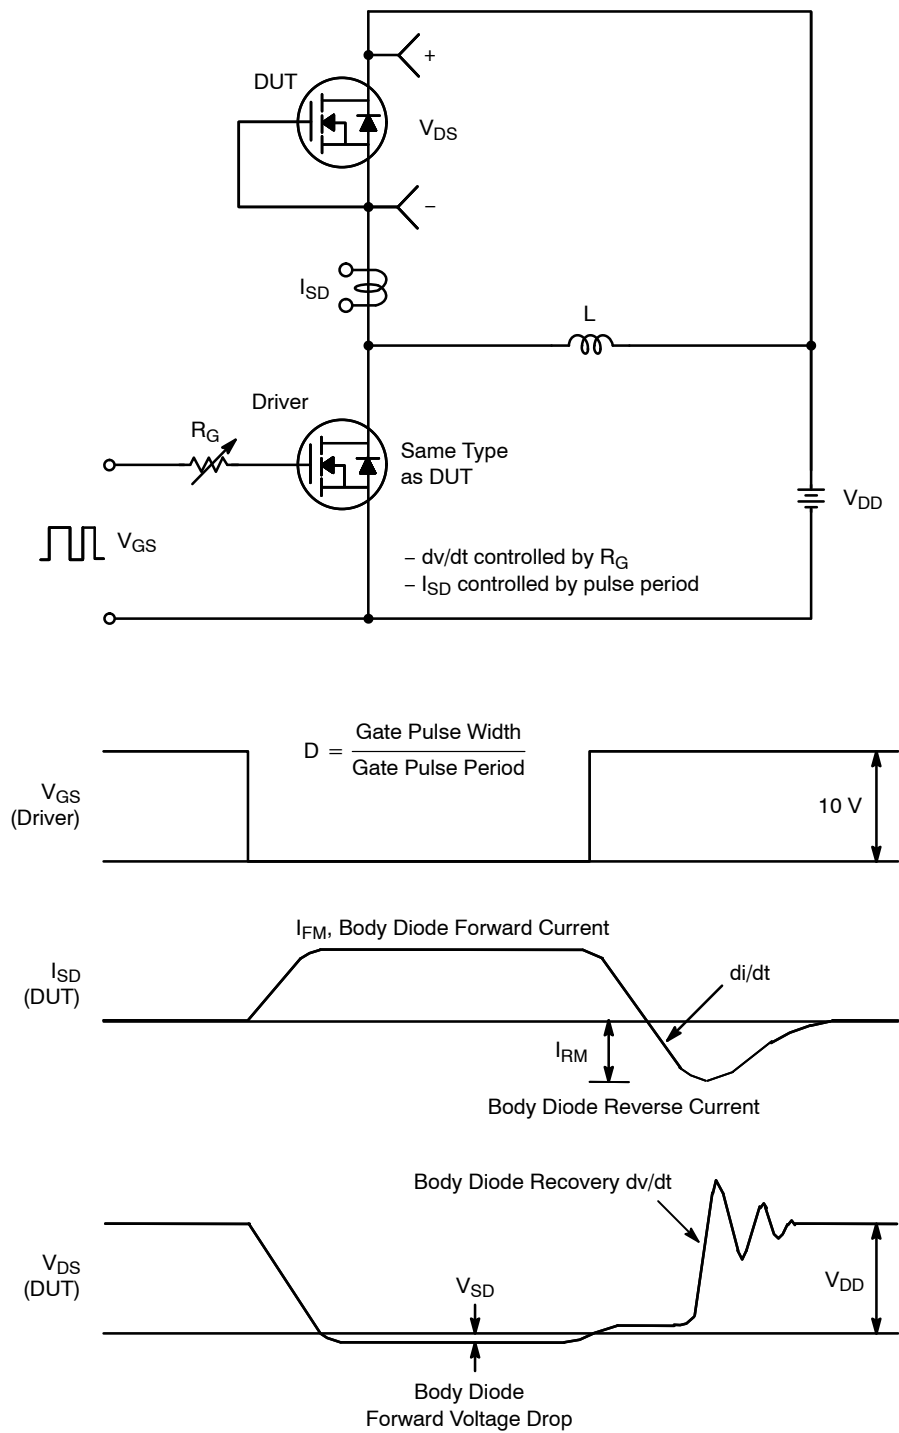 +
DUT
V_DS
−
I_SD
L
Driver
R_G
Same Type
as DUT
V_DD
V_GS
− dv/dt controlled by R_G
− I_SD controlled by pulse period
D = Gate Pulse Width
Gate Pulse Period
V_GS
(Driver)
10 V
I_FM, Body Diode Forward Current
I_SD
(DUT)
di/dt
I_RM
Body Diode Reverse Current
Body Diode Recovery dv/dt
V_DS
(DUT)
V_SD
V_DD
Body Diode
Forward Voltage Drop